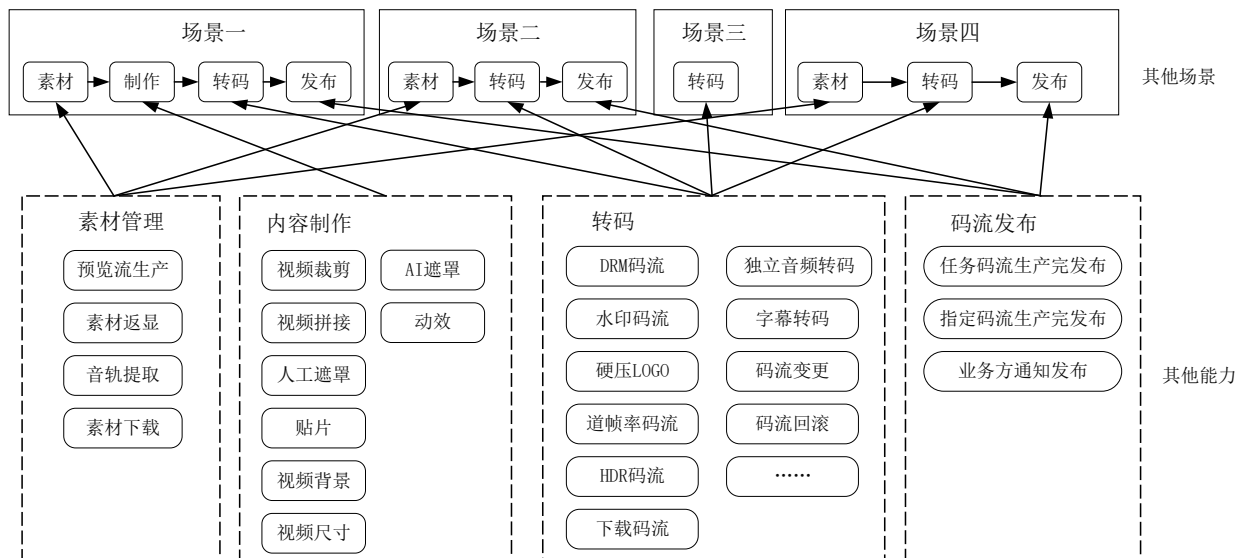 场景一
素材
制作
转码
发布
场景二
素材
转码
发布
场景三
转码
场景四
素材
转码
发布
其他场景
素材管理
预览流生产
素材返显
音轨提取
素材下载
内容制作
视频裁剪
视频拼接
人工遮罩
贴片
视频背景
视频尺寸
AI遮罩
动效
转码
DRM码流
水印码流
硬压LOGO
道帧率码流
HDR码流
下载码流
独立音频转码
字幕转码
码流变更
码流回滚
……
码流发布
任务码流生产完发布
指定码流生产完发布
业务方通知发布
其他能力